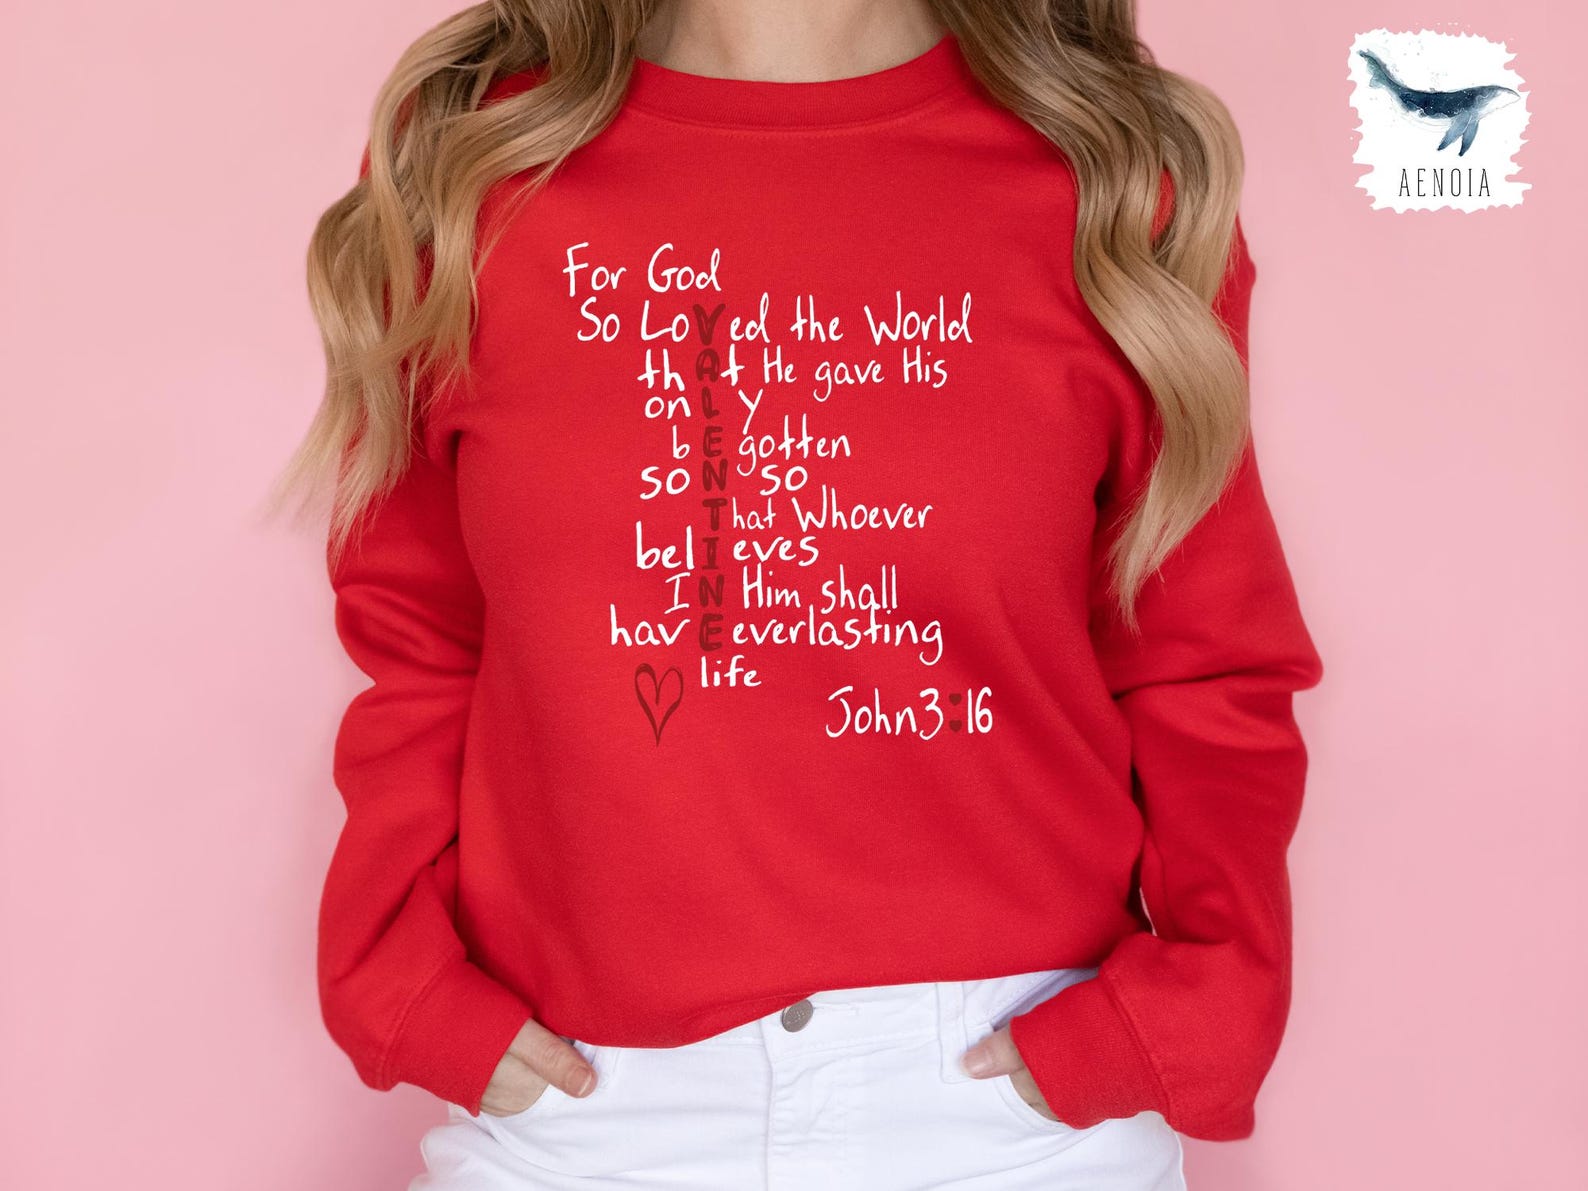 For God
So LoVed the World
thAt He gave His
onLy
bEgotten
soN so
That Whoever
belIeves
IN Him shall
havE everlasting
life
John3:16
AENOIA